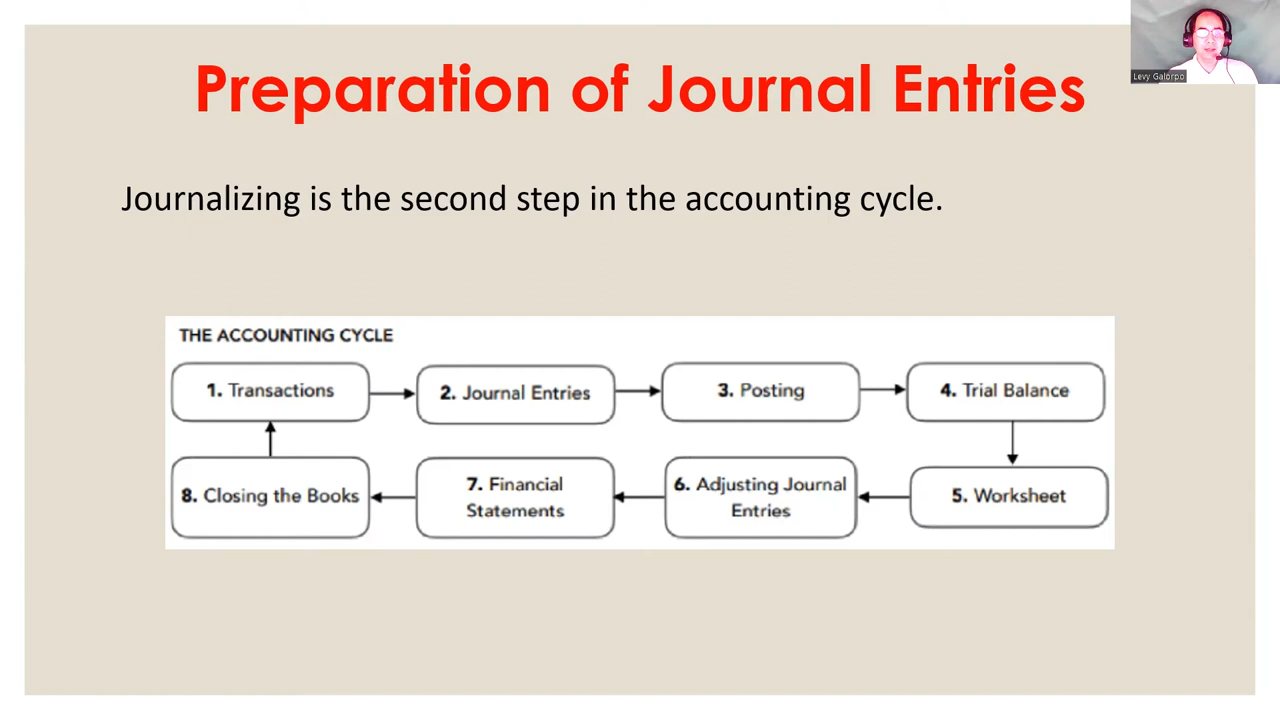 Preparation of Journal Entries
Levy Galorpo
Journalizing is the second step in the accounting cycle.
THE ACCOUNTING CYCLE
1. Transactions
2. Journal Entries
3. Posting
4. Trial Balance
8. Closing the Books
7. Financial
Statements
6. Adjusting Journal
Entries
5. Worksheet